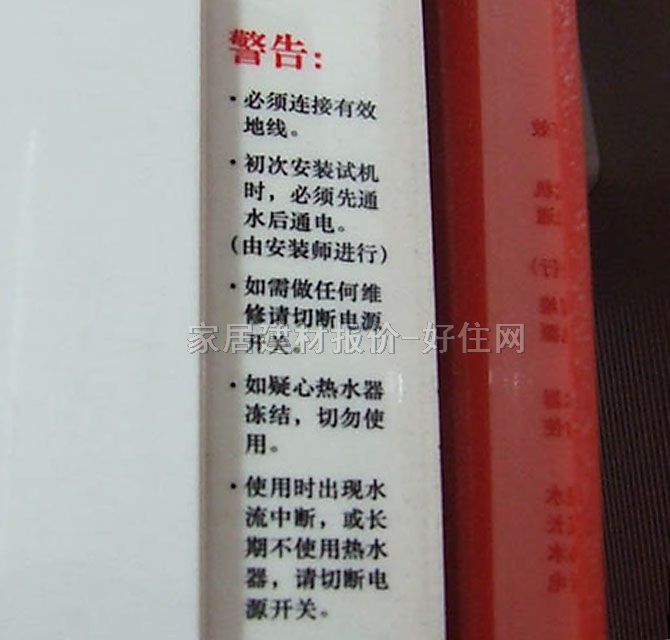 警告:
·必须连接有效
地线。
·初次安装试机
时，必须先通
水后通电。
(由安装师进行)
·如需做任何维
修请切断电源
开关。
家居建材报价-好住网
·如疑心热水器
冻结，切勿使
用。
·使用时出现水
流中断，或长
期不使用热水
器，请切断电
源开关。